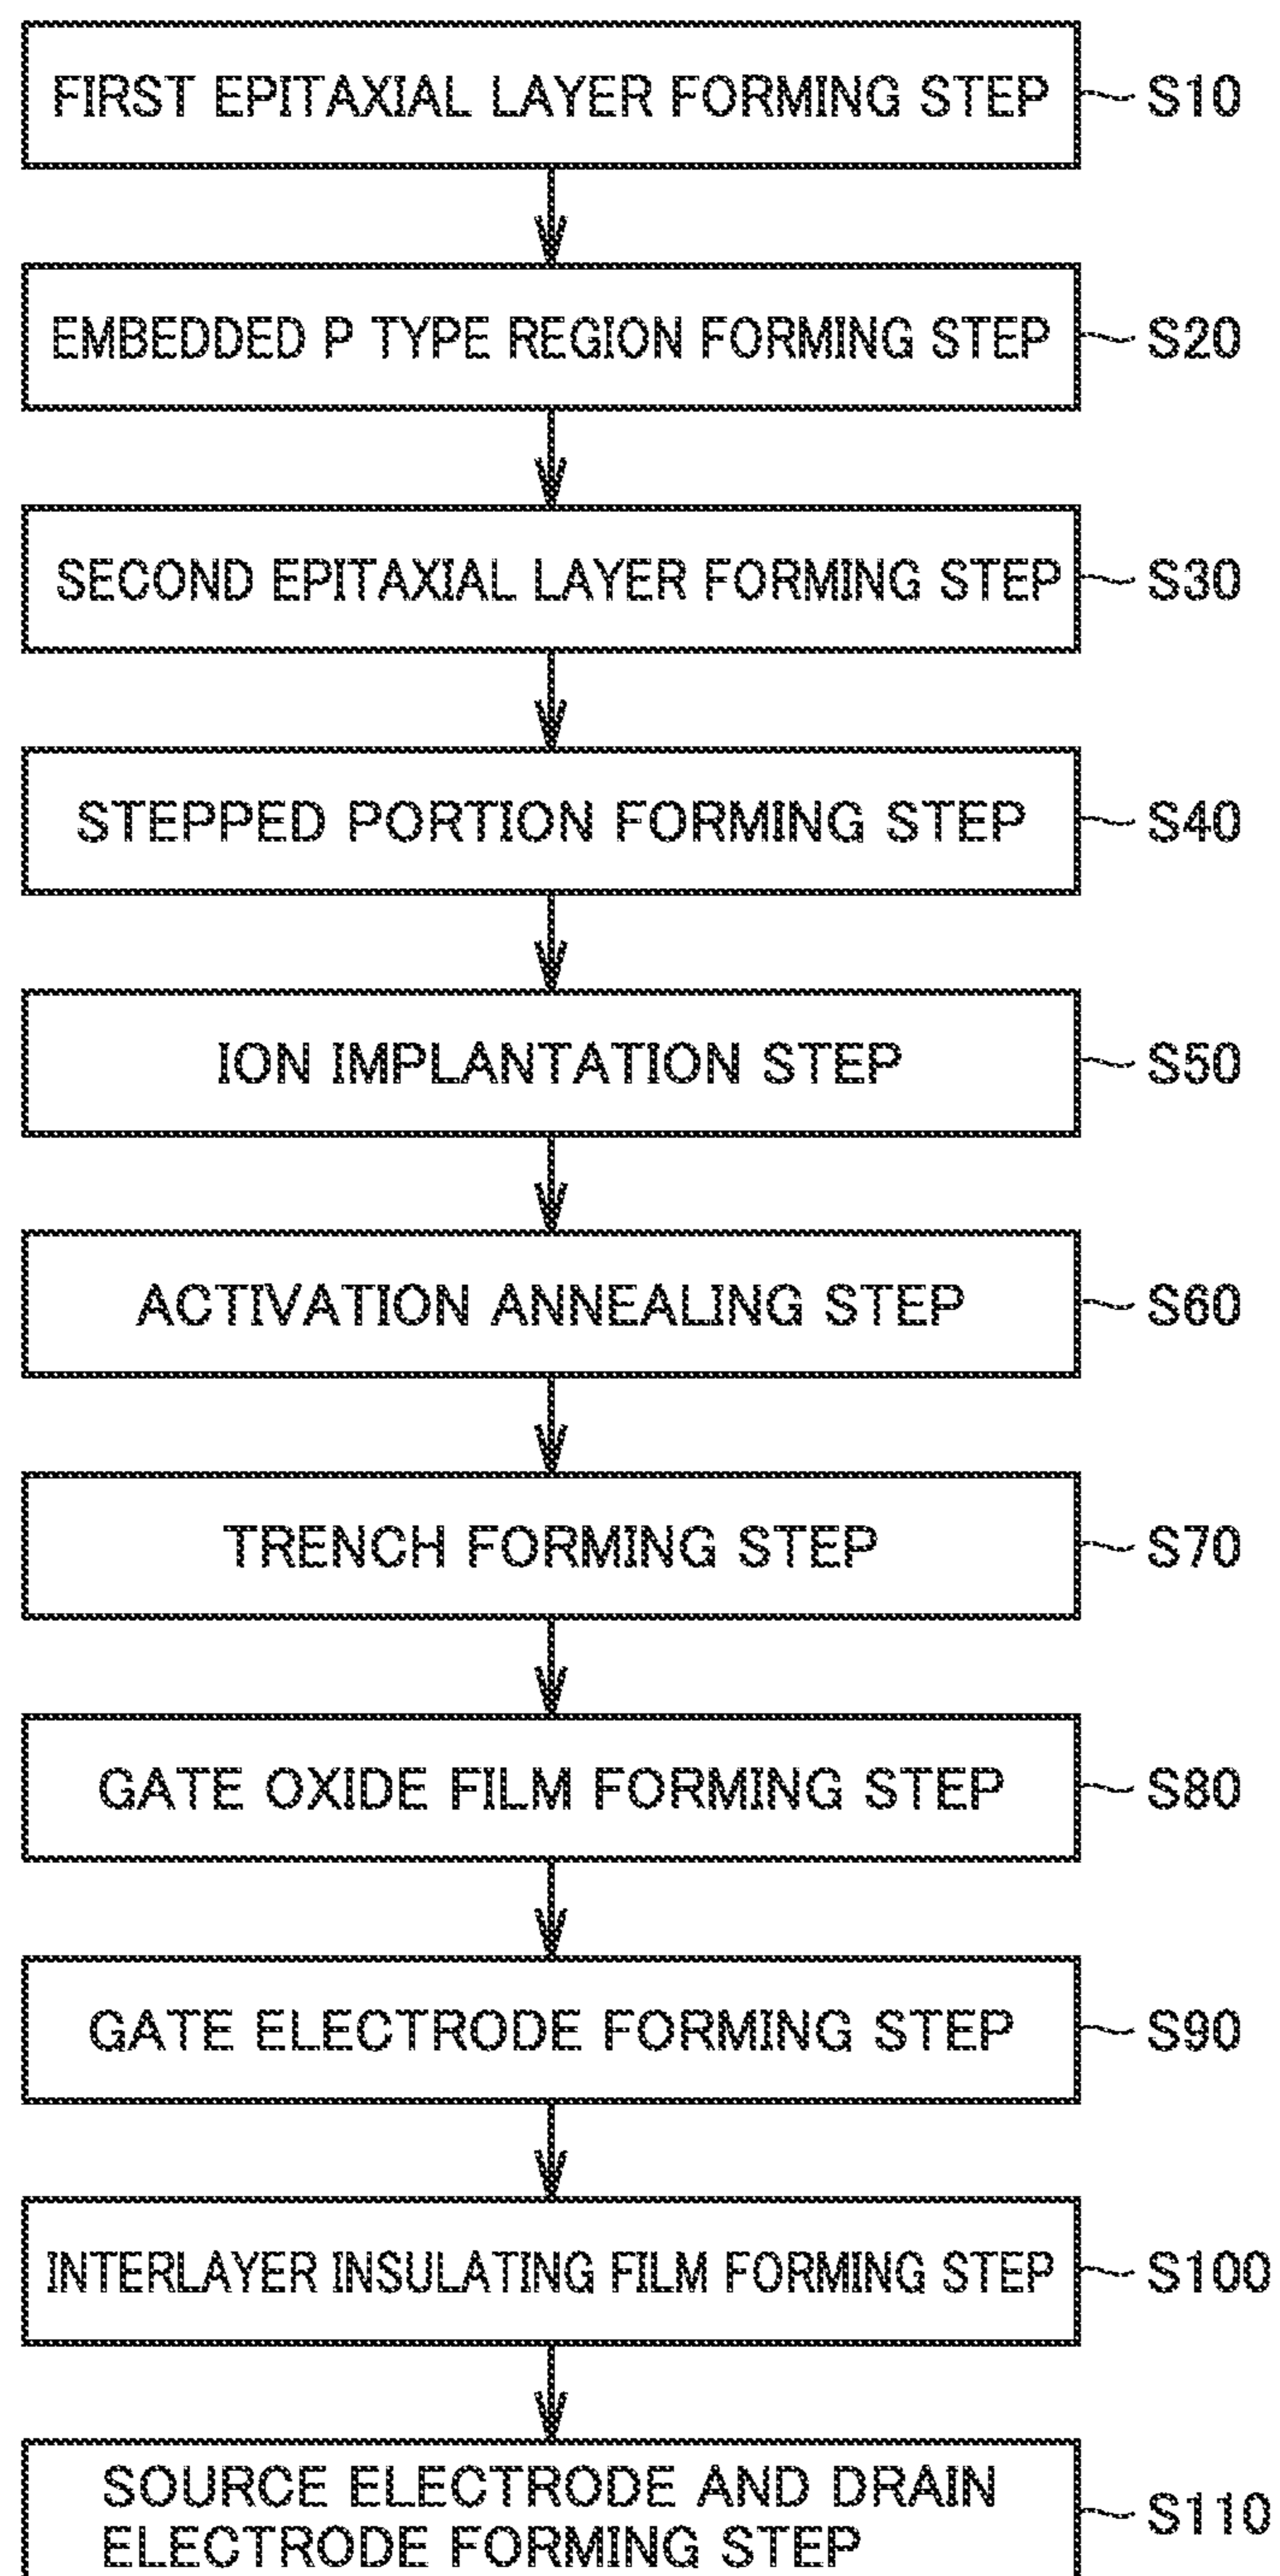 FIRST EPITAXIAL LAYER FORMING STEP S10
EMBEDDED P TYPE REGION FORMING STEP S20
SECOND EPITAXIAL LAYER FORMING STEP S30
STEPPED PORTION FORMING STEP S40
ION IMPLANTATION STEP S50
ACTIVATION ANNEALING STEP S60
TRENCH FORMING STEP S70
GATE OXIDE FILM FORMING STEP S80
GATE ELECTRODE FORMING STEP S90
INTERLAYER INSULATING FILM FORMING STEP S100
SOURCE ELECTRODE AND DRAIN
ELECTRODE FORMING STEP S110